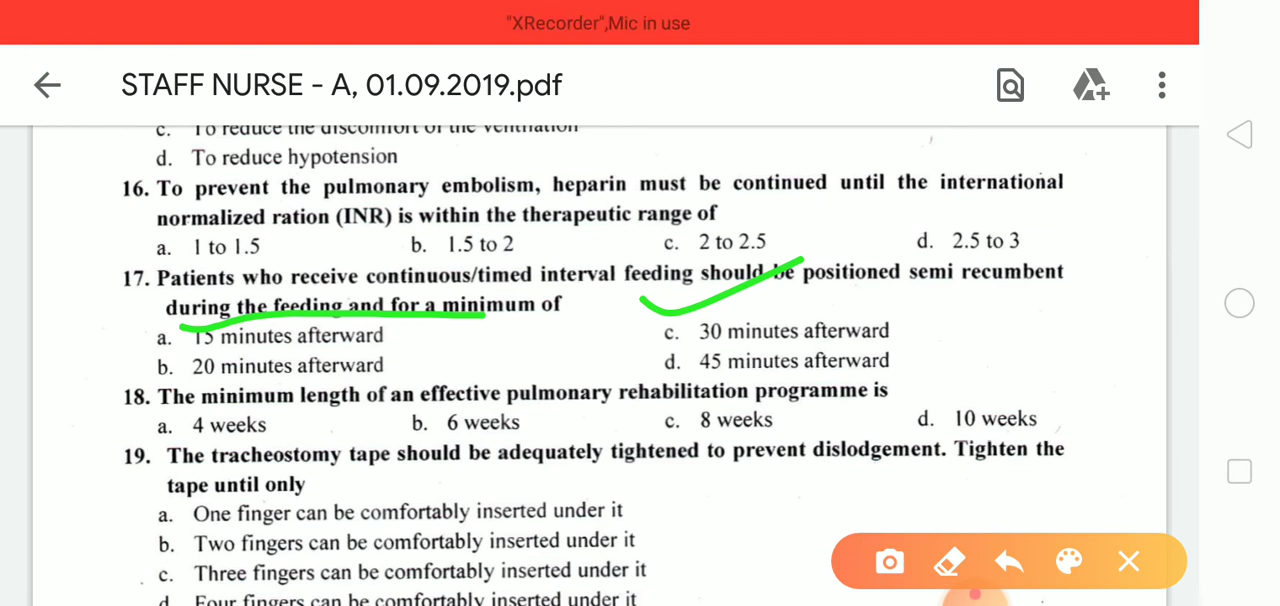 "XRecorder",Mic in use
STAFF NURSE - A, 01.09.2019.pdf
c. To reduce the discomfort of the ventilation
d. To reduce hypotension
16. To prevent the pulmonary embolism, heparin must be continued until the international
normalized ration (INR) is within the therapeutic range of
a. 1 to 1.5 b. 1.5 to 2 c. 2 to 2.5 d. 2.5 to 3
17. Patients who receive continuous/timed interval feeding should be positioned semi recumbent
during the feeding and for a minimum of
a. 15 minutes afterward c. 30 minutes afterward
b. 20 minutes afterward d. 45 minutes afterward
18. The minimum length of an effective pulmonary rehabilitation programme is
a. 4 weeks b. 6 weeks c. 8 weeks d. 10 weeks
19. The tracheostomy tape should be adequately tightened to prevent dislodgement. Tighten the
tape until only
a. One finger can be comfortably inserted under it
b. Two fingers can be comfortably inserted under it
c. Three fingers can be comfortably inserted under it
d Four fingers can be comfortably inserted under it